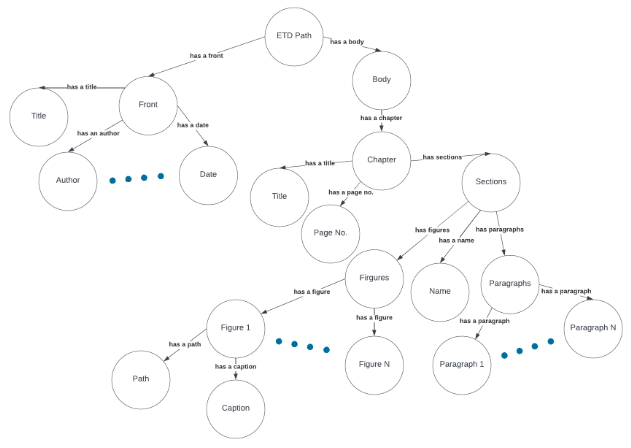 ETD Path
has a body
has a front
Body
has a title
Front
Title
has a date
has a chapter
has an author
Chapter
has a title
has sections
Author
Date
Title
has a page no.
Sections
Page No.
has figures
has a name
has paragraphs
Firgures
Name
Paragraphs
has a figure
has a paragraph
has a figure
has a paragraph
Figure 1
Paragraph N
has a path
has a caption
Figure N
Paragraph 1
Path
Caption